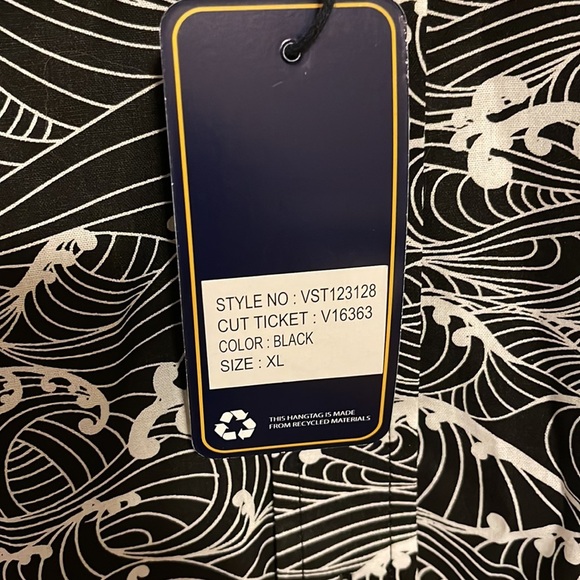 STYLE NO : VST123128
CUT TICKET : V16363
COLOR : BLACK
SIZE : XL
THIS HANGTAG IS MADE
FROM RECYCLED MATERIALS